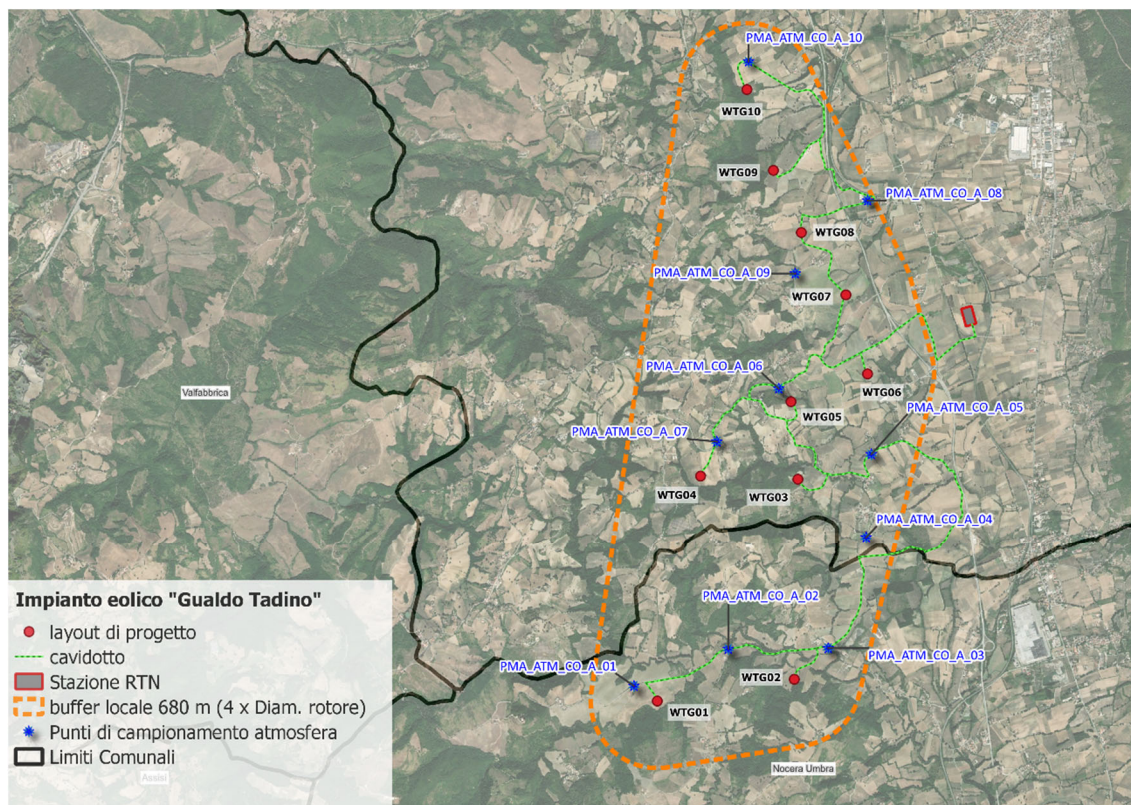 PMA_ATM_CO_A_10
WTG10
WTG09
PMA_ATM_CO_A_08
WTG08
PMA_ATM_CO_A_09
WTG07
PMA_ATM_CO_A_06
WTG06
Valfabbrica
PMA_ATM_CO_A_05
WTG05
PMA_ATM_CO_A_07
WTG04
WTG03
PMA_ATM_CO_A_04
PMA_ATM_CO_A_02
PMA_ATM_CO_A_03
PMA_ATM_CO_A_01
WTG02
WTG01
Nocera Umbra
Impianto eolico "Gualdo Tadino"
layout di progetto
cavidotto
Stazione RTN
buffer locale 680 m (4 x Diam. rotore)
Punti di campionamento atmosfera
Limiti Comunali
Assisi